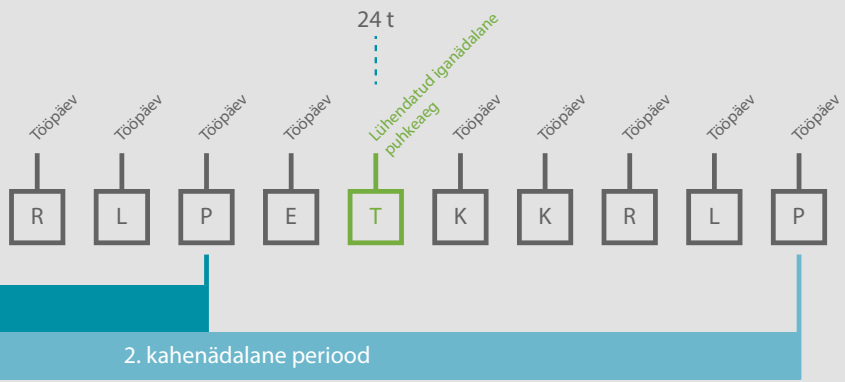 24 t
Tööpäev
Tööpäev
Tööpäev
Tööpäev
Lühendatud iganädalane
puhkeaeg
Tööpäev
Tööpäev
Tööpäev
Tööpäev
Tööpäev
R L P E T K K R L P
2. kahenädalane periood